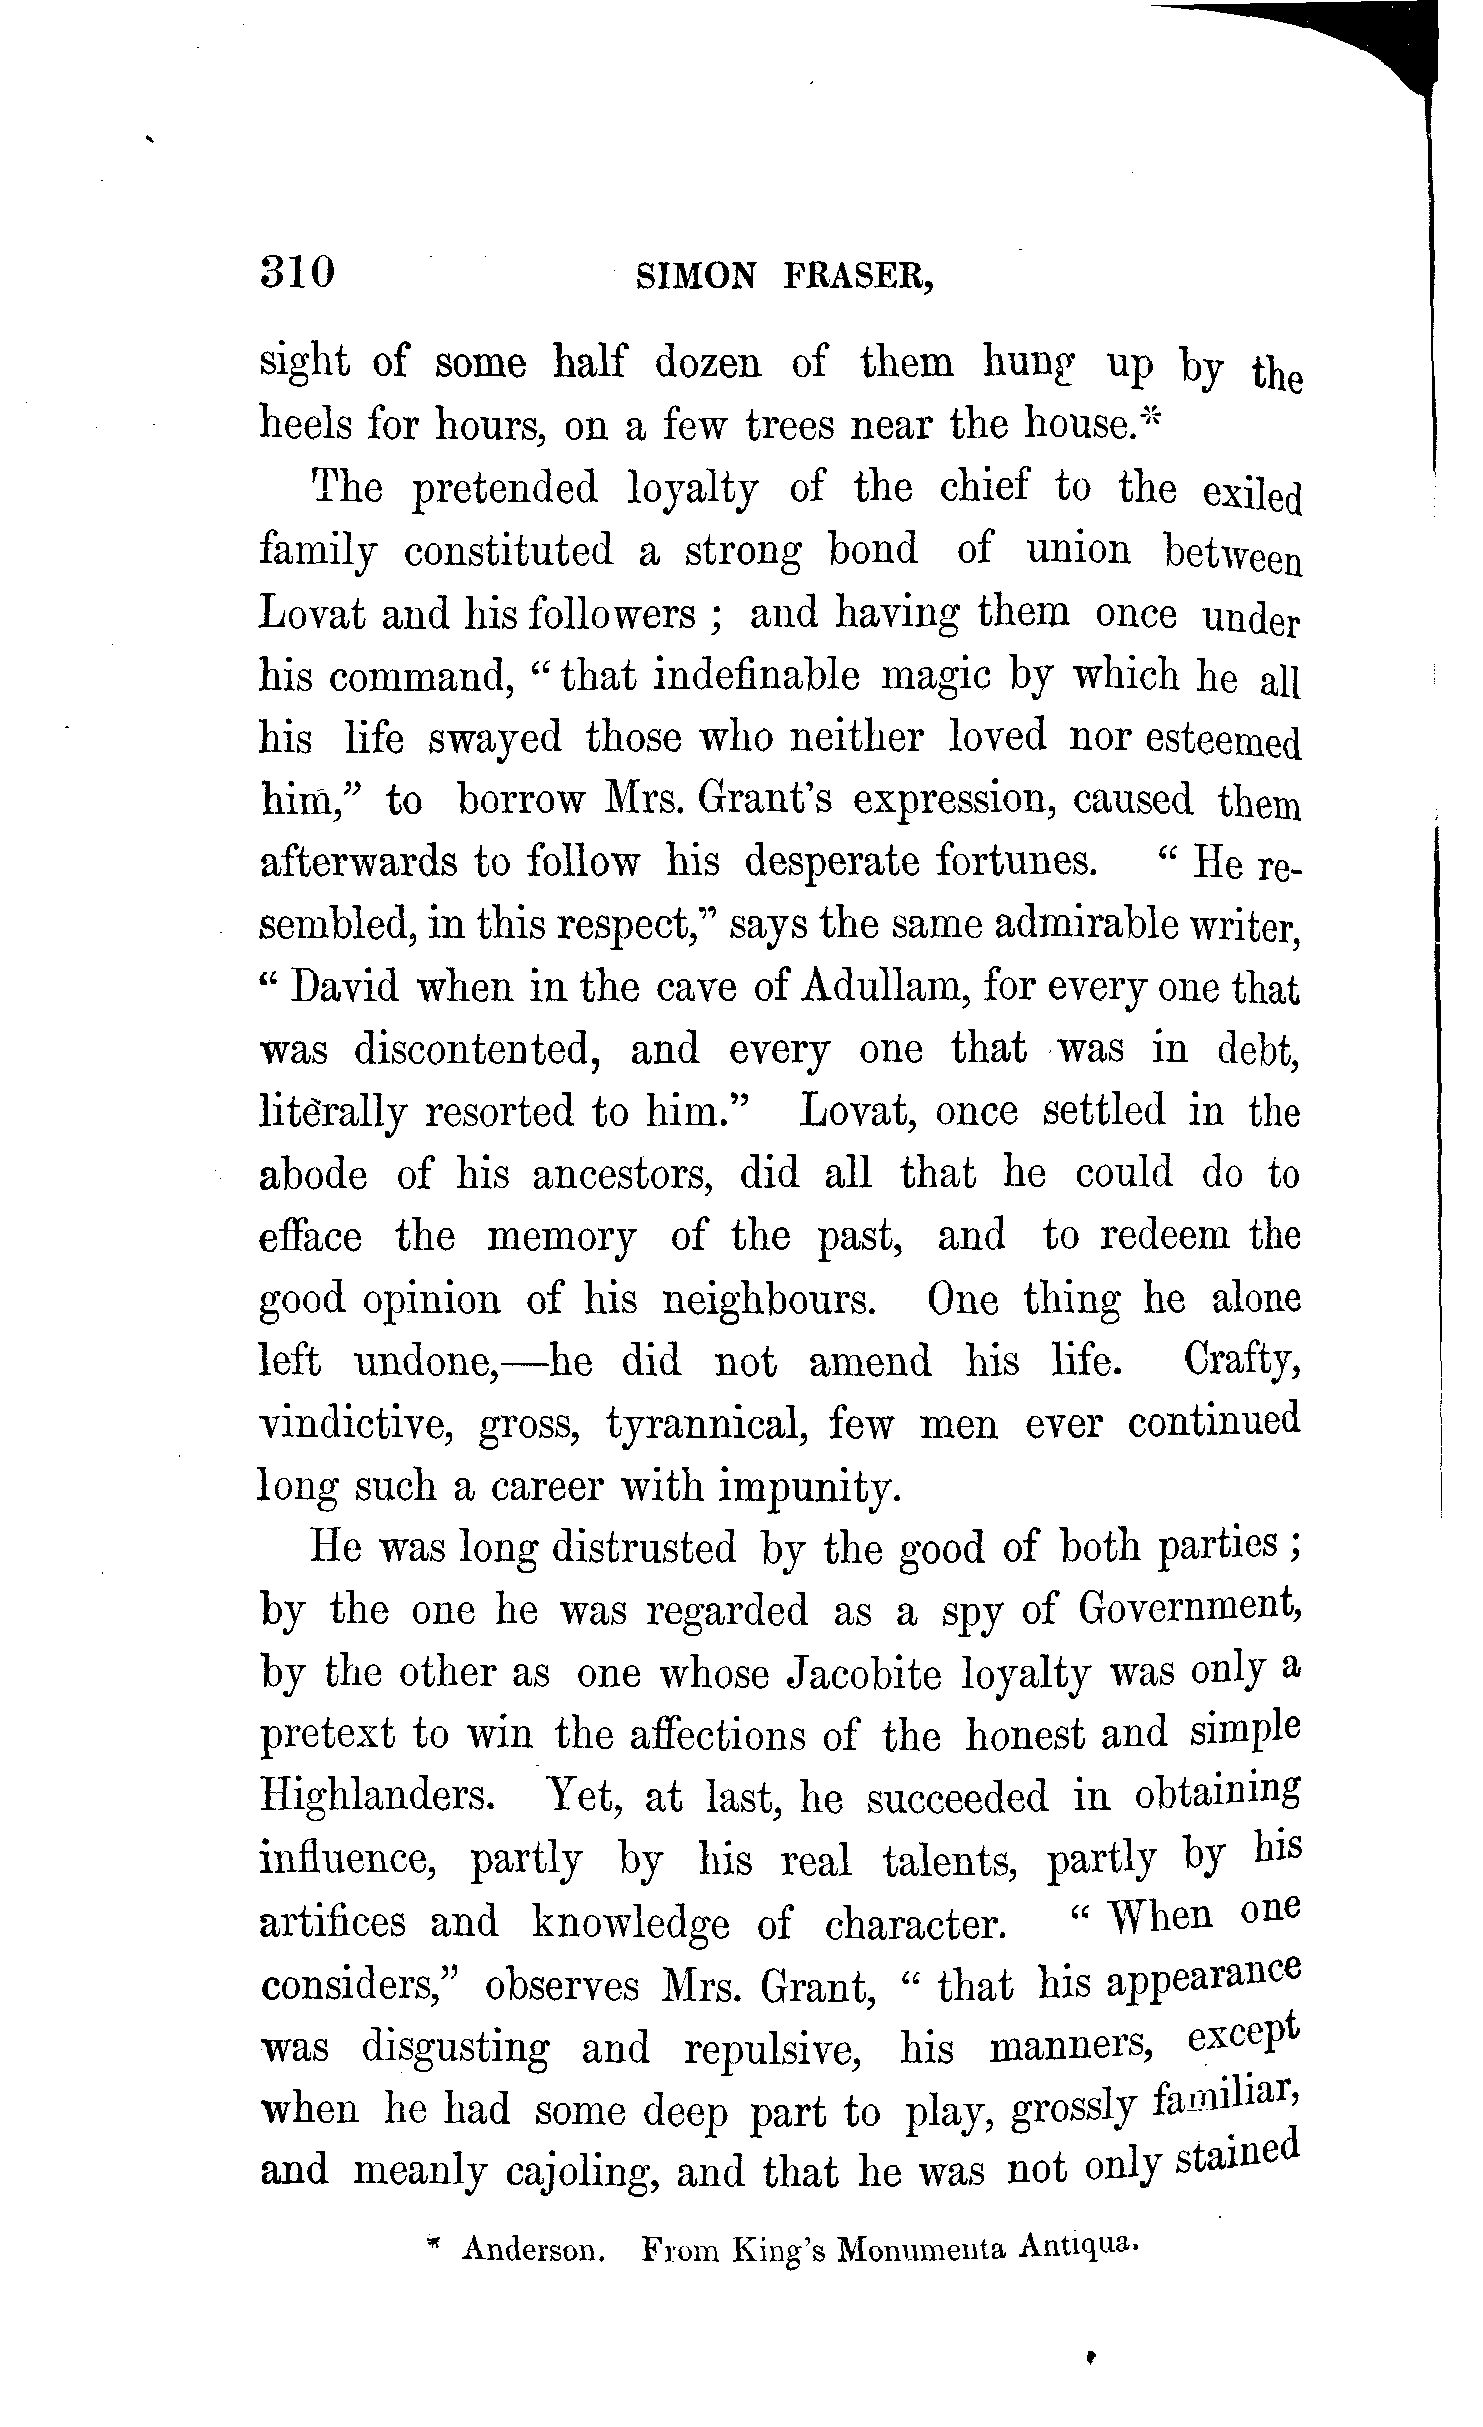 310 SIMON FRASER,
sight of some half dozen of them hung up by the
heels for hours, on a few trees near the house.*
The pretended loyalty of the chief to the exiled
family constituted a strong bond of union between
Lovat and his followers ; and having them once under
his command, “ that indefinable magic by which he all
his life swayed those who neither loved nor esteemed
him,” to borrow Mrs. Grant's expression, caused them
afterwards to follow his desperate fortunes. “ He re-
sembled, in this respect,” says the same admirable writer,
“ David when in the cave of Adullam, for every one that
was discontented, and every one that was in debt,
literally resorted to him.” Lovat, once settled in the
abode of his ancestors, did all that he could do to
efface the memory of the past, and to redeem the
good opinion of his neighbours. One thing he alone
left undone,—he did not amend his life. Crafty,
vindictive, gross, tyrannical, few men ever continued
long such a career with impunity.
He was long distrusted by the good of both parties ;
by the one he was regarded as a spy of Government,
by the other as one whose Jacobite loyalty was only a
pretext to win the affections of the honest and simple
Highlanders. Yet, at last, he succeeded in obtaining
influence, partly by his real talents, partly by his
artifices and knowledge of character. “ When one
considers,” observes Mrs. Grant, “ that his appearance
was disgusting and repulsive, his manners, except
when he had some deep part to play, grossly familiar,
and meanly cajoling, and that he was not only stained
* Anderson. From King's Monumenta Antiqua.